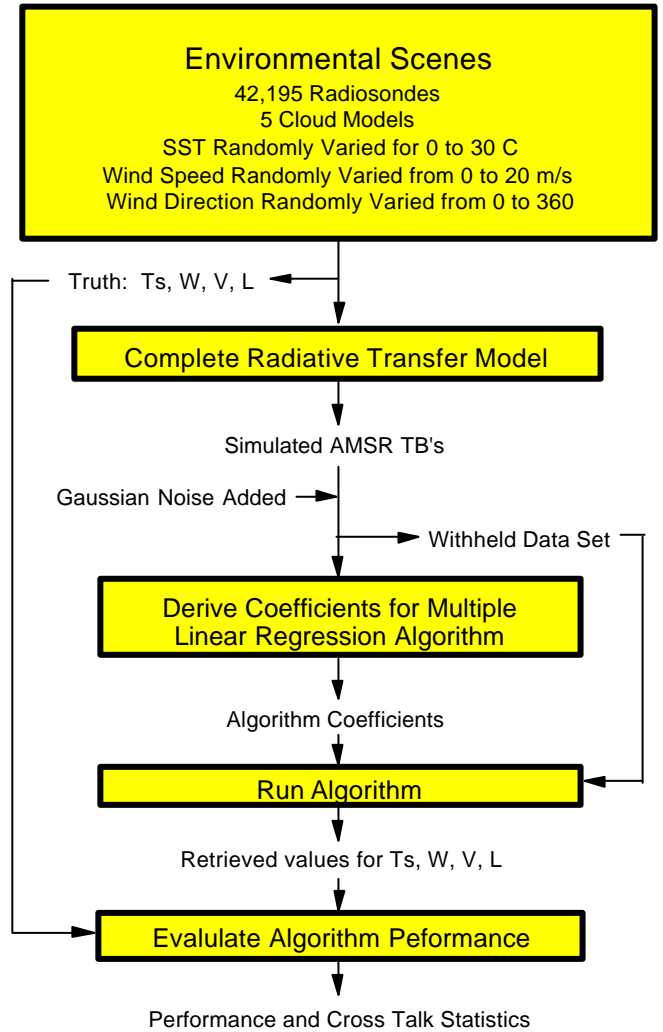 Environmental Scenes
42,195 Radiosondes
5 Cloud Models
SST Randomly Varied for 0 to 30 C
Wind Speed Randomly Varied from 0 to 20 m/s
Wind Direction Randomly Varied from 0 to 360
Truth: Ts, W, V, L
Complete Radiative Transfer Model
Simulated AMSR TB's
Gaussian Noise Added
Withheld Data Set
Derive Coefficients for Multiple
Linear Regression Algorithm
Algorithm Coefficients
Run Algorithm
Retrieved values for Ts, W, V, L
Evalulate Algorithm Peformance
Performance and Cross Talk Statistics